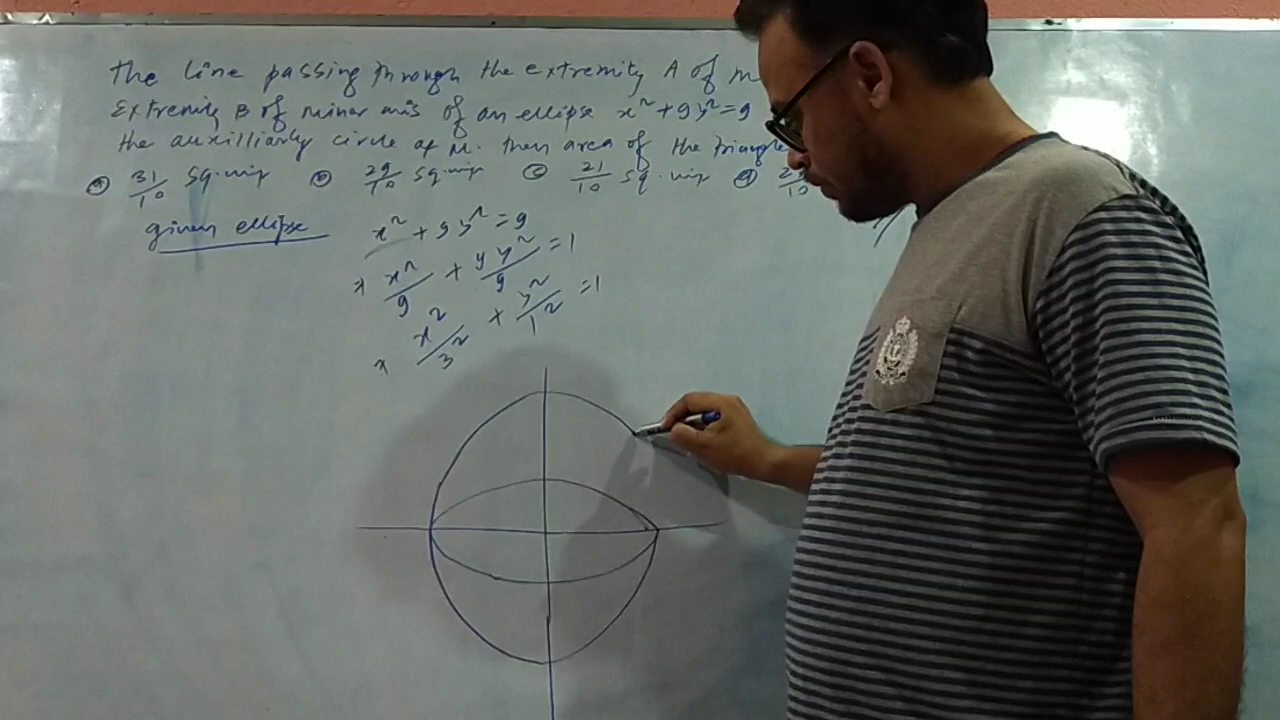 The line passing through the extremity A of m
Extremity B of minor axis of an ellipse x² + 9y² = 9
the auxilliarly circle at M. then area of the triangle
ⓐ 31/10 sq. unit ⓑ 29/10 sq. unit ⓒ 21/10 sq. unit ⓓ 2
given ellipse x² + 9y² = 9
x²/9 + 9y²/9 = 1
x²/3² + y²/1² = 1